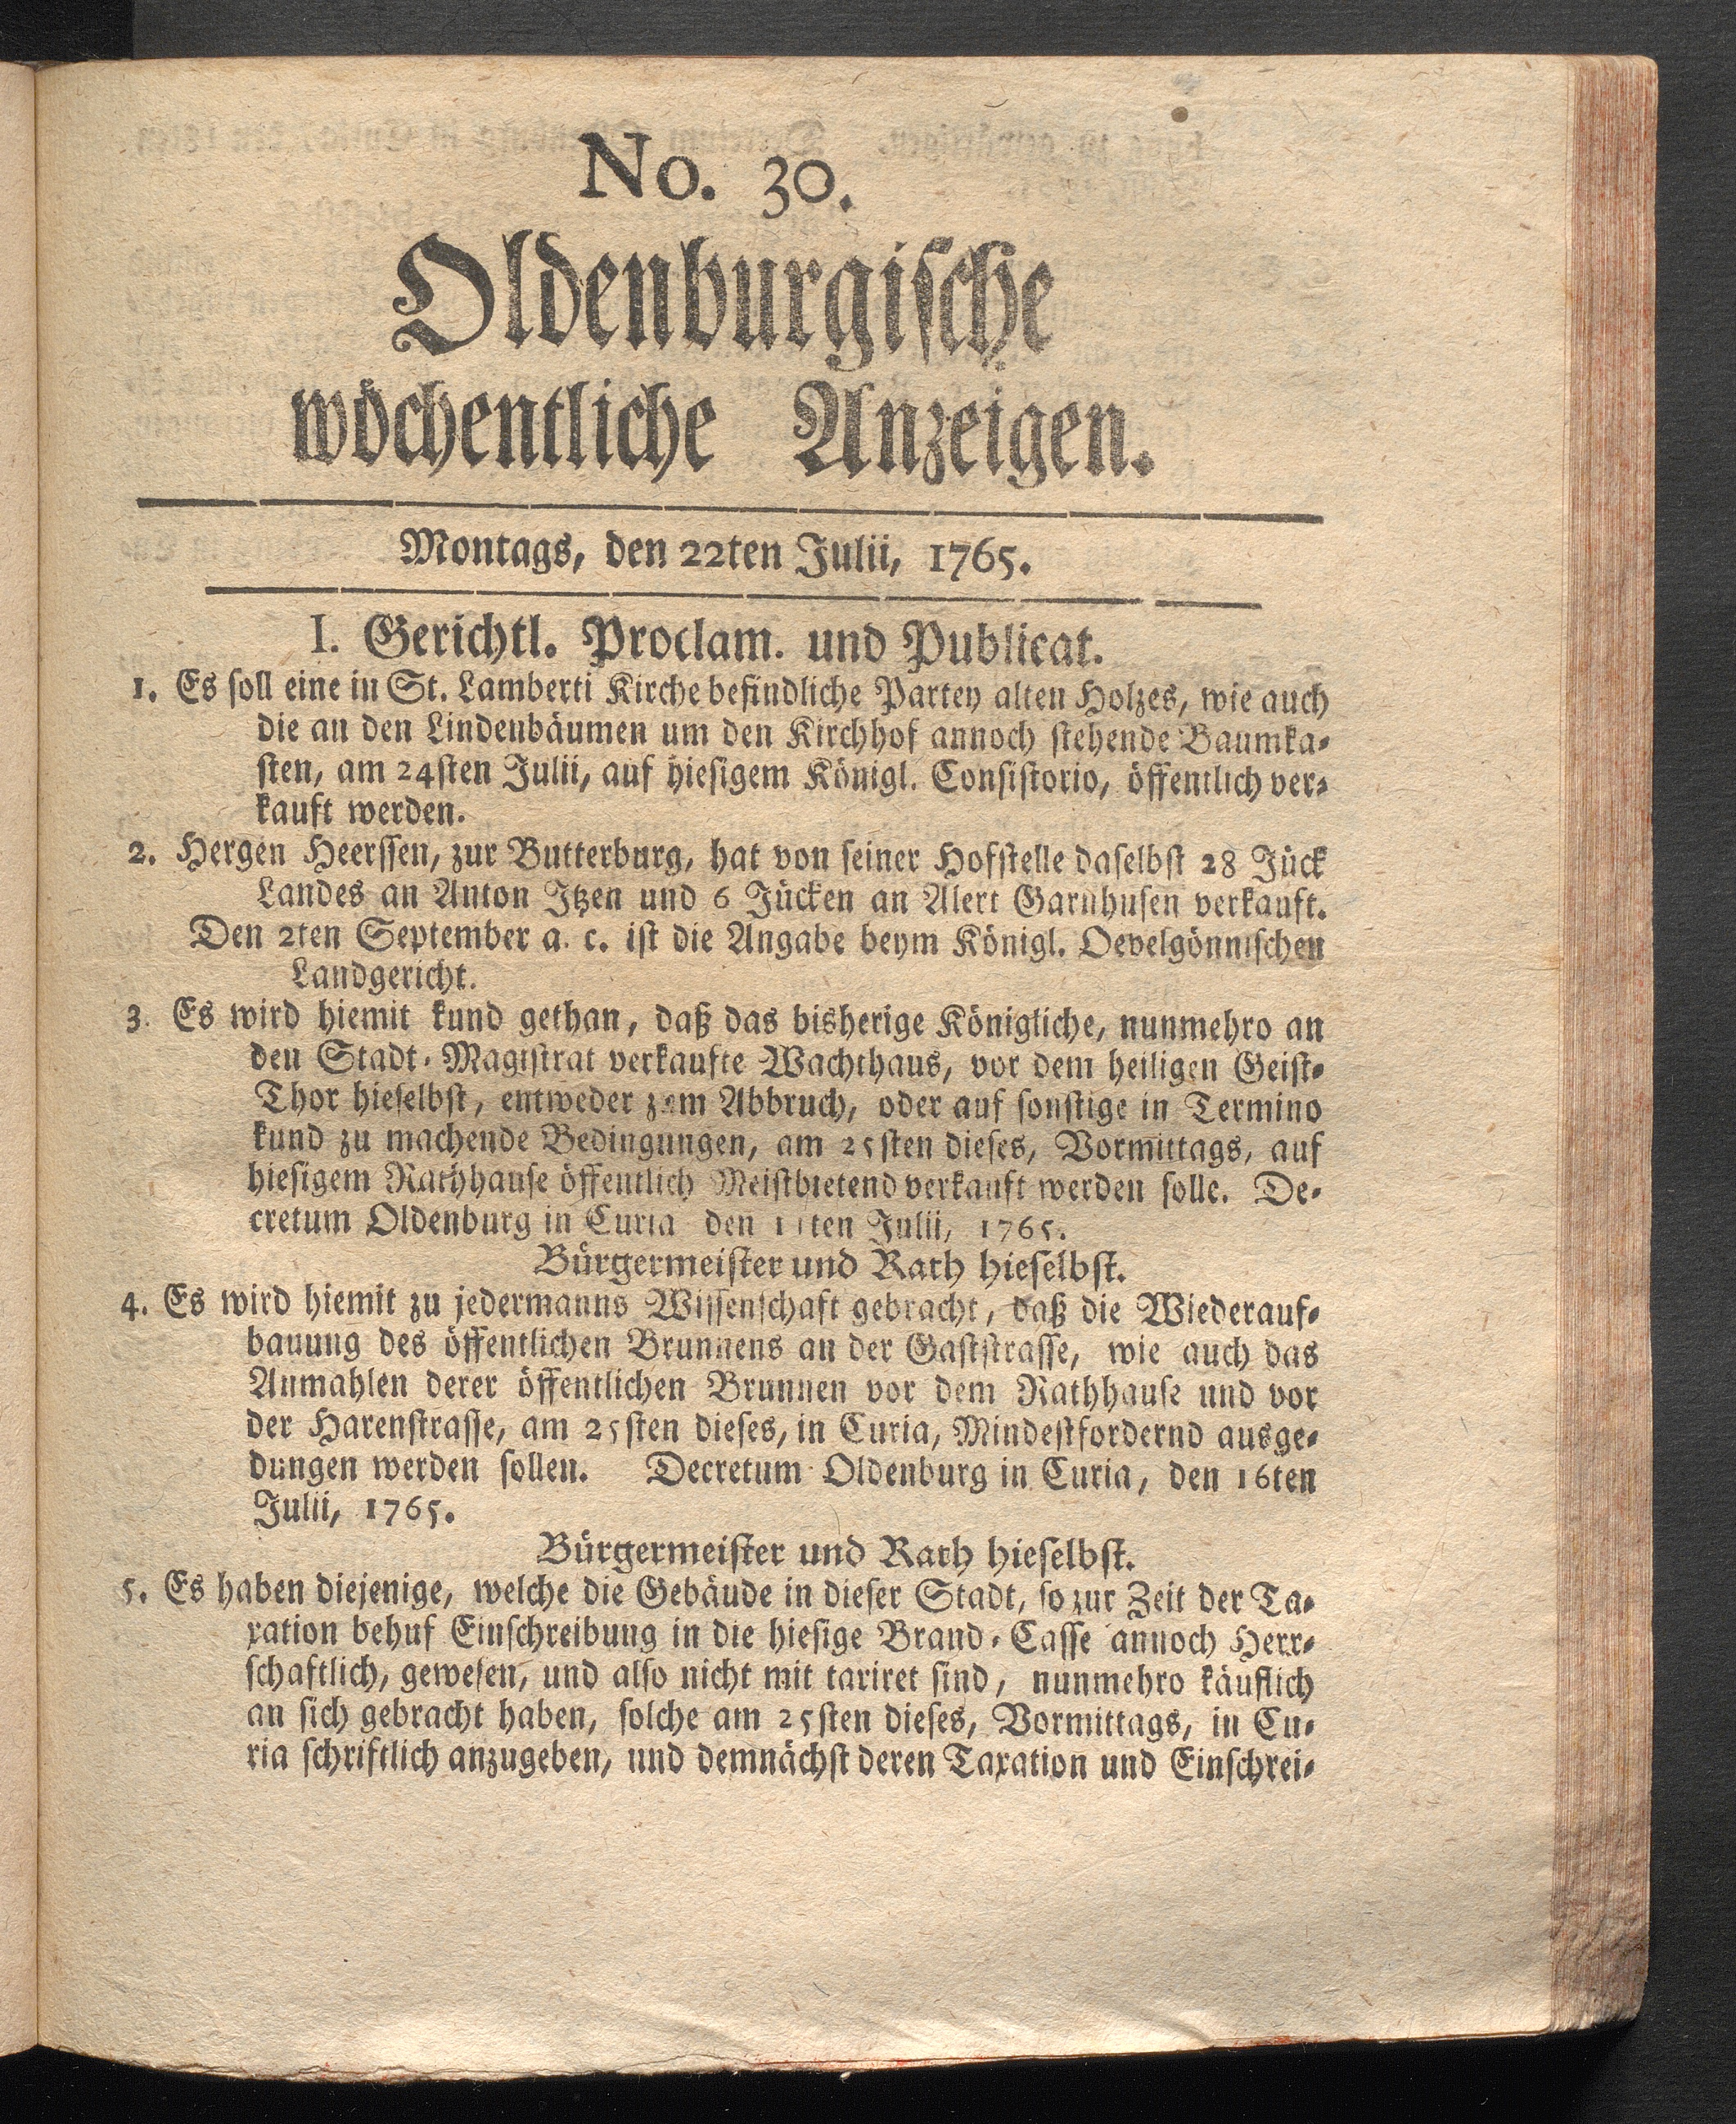 No. 30.
Oldenburgische
wöchentliche Anzeigen.
Montags, den 22ten Julii, 1765.
I. Gerichtl. Proclam. und Publicat.
1. Es soll eine in St. Lamberti Kirche befindliche Partey alten Holzes, wie auch
die an den Lindenbäumen um den Kirchhof annoch stehende Baumka-
sten, am 24sten Julii, auf hiesigem Königl. Consistorio, öffentlich ver-
kauft werden.
2. Hergen Heerssen, zur Butterburg, hat von seiner Hofstelle daselbst 28 Jück
Landes an Anton Itzen und 6 Jücken an Alert Garnhusen verkauft.
Den 2ten September a. c. ist die Angabe beym Königl. Oevelgönnischen
Landgericht.
3. Es wird hiemit kund gethan, daß das bisherige Königliche, nunmehro an
den Stadt-Magistrat verkaufte Wachthaus, vor dem heiligen Geist-
Thor hieselbst, entweder zum Abbruch, oder auf sonstige in Termino
kund zu machende Bedingungen, am 25sten dieses, Vormittags, auf
hiesigem Rathhause öffentlich Meistbietend verkauft werden solle. De-
cretum Oldenburg in Curia den 11ten Julii, 1765.
Bürgermeister und Rath hieselbst.
4. Es wird hiemit zu jedermanns Wissenschaft gebracht, daß die Wiederauf-
bauung des öffentlichen Brunnens an der Gaststrasse, wie auch das
Anmahlen derer öffentlichen Brunnen vor dem Rathhause und vor
der Harenstrasse, am 25sten dieses, in Curia, Mindestfordernd ausge-
dungen werden sollen. Decretum Oldenburg in Curia, den 16ten
Julii, 1765.
Bürgermeister und Rath hieselbst.
5. Es haben diejenige, welche die Gebäude in dieser Stadt, so zur Zeit der Ta-
xation behuf Einschreibung in die hiesige Brand-Casse annoch Herr-
schaftlich, gewesen, und also nicht mit tariret sind, nunmehro käuflich
an sich gebracht haben, solche am 25sten dieses, Vormittags, in Cu-
ria schriftlich anzugeben, und demnächst deren Taxation und Einschrei-